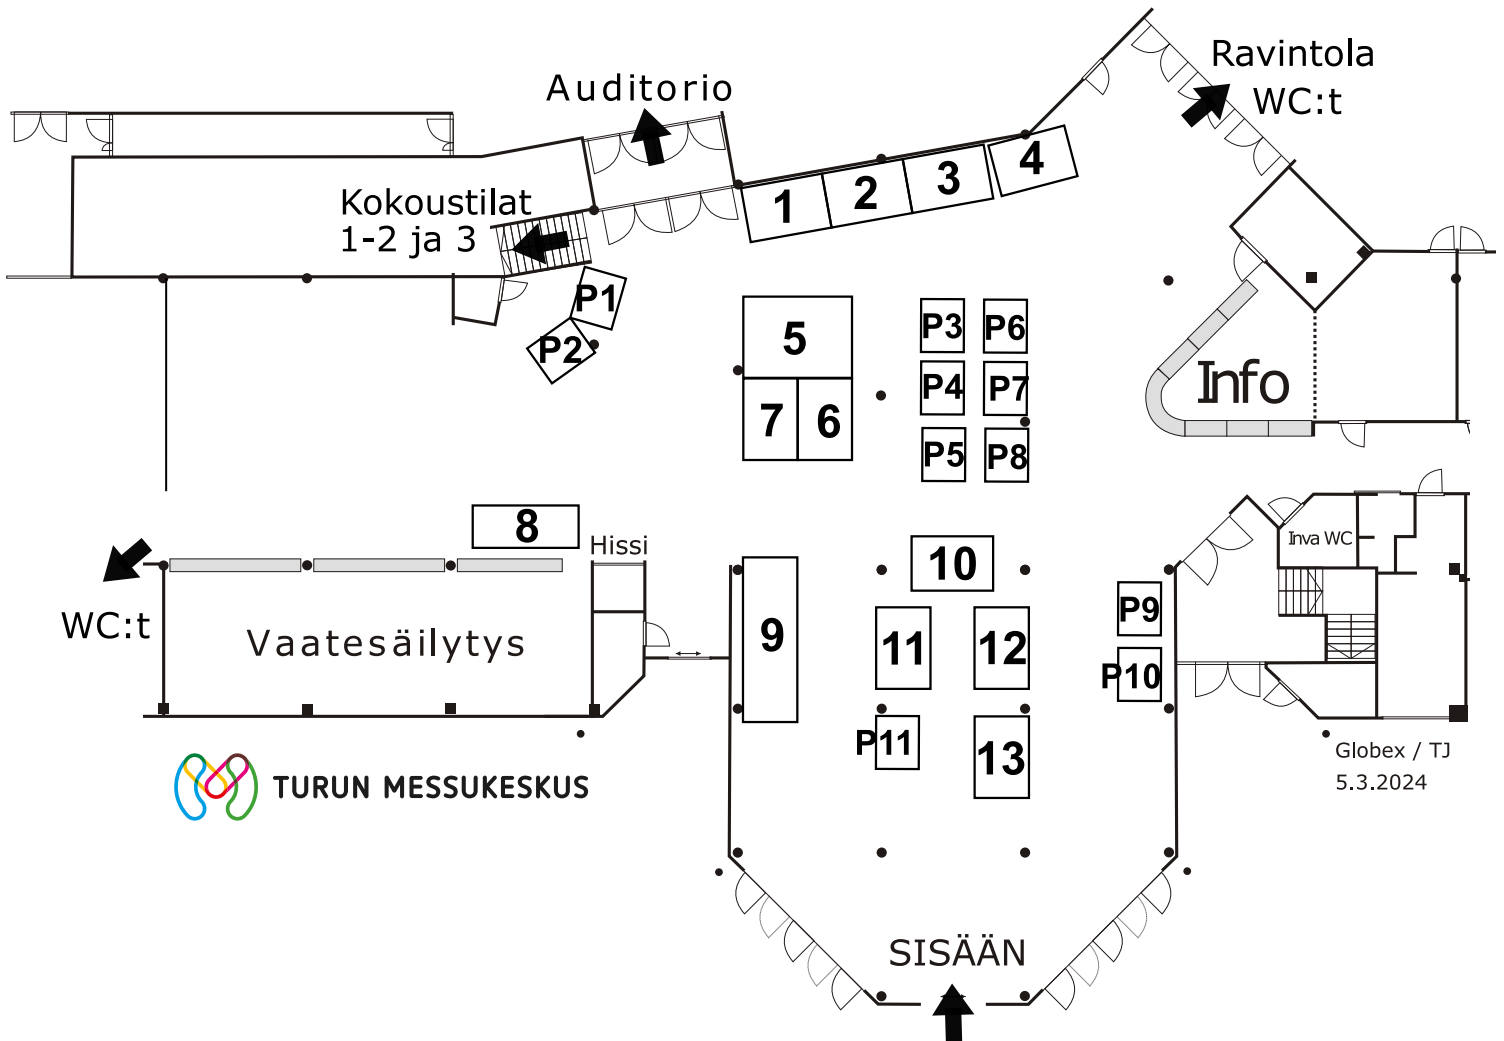 Ravintola
WC:t
Auditorio
Kokoustilat
1-2 ja 3
1
2
3
4
P1
P2
5
7
6
P3
P6
P4
P7
P5
P8
Info
8
Hissi
WC:t
Vaatesäilytys
9
10
11
12
P9
P10
P11
13
Inva WC
TURUN MESSUKESKUS
Globex / TJ
5.3.2024
SISÄÄN